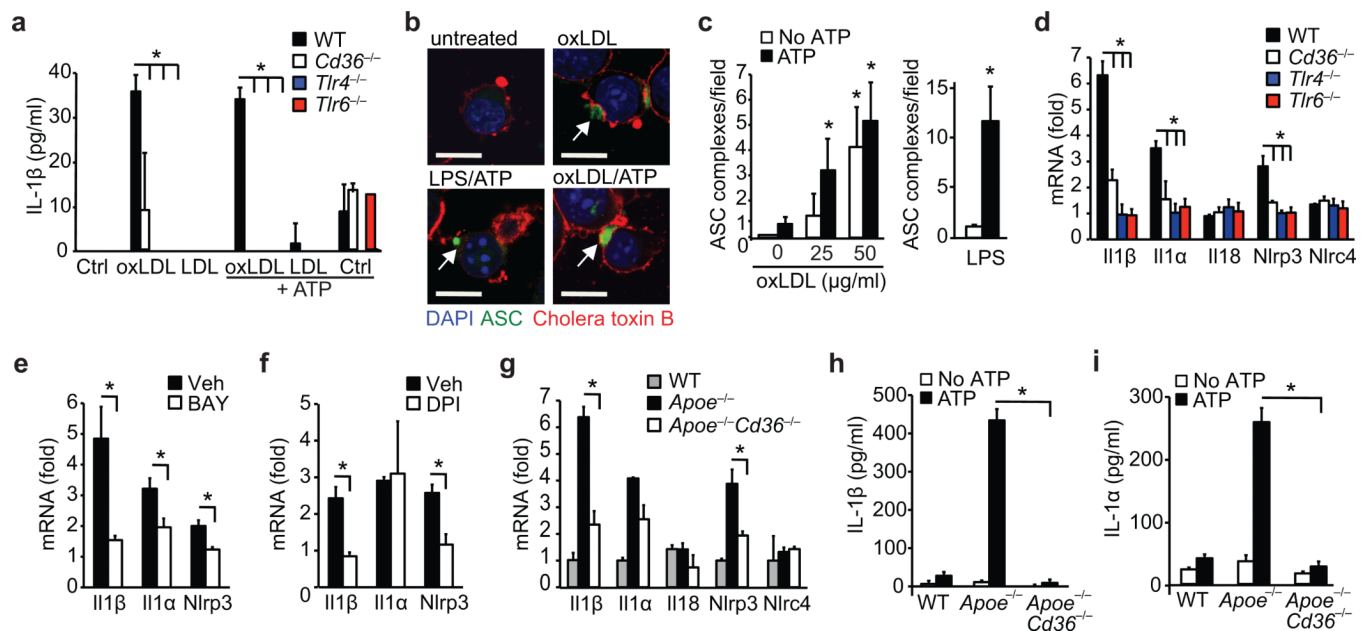 a
WT
Cd36–/–
Tlr4–/–
Tlr6–/–
*
*
IL-1β (pg/ml)
40
30
20
10
0
Ctrl oxLDL LDL oxLDL LDL Ctrl
+ ATP
b
untreated
oxLDL
LPS/ATP
oxLDL/ATP
DAPI ASC Cholera toxin B
c
No ATP
ATP
ASC complexes/field
6
5
4
3
2
1
0
*
*
*
0 25 50
oxLDL (μg/ml)
ASC complexes/field
15
10
5
0
*
LPS
d
WT
Cd36–/–
Tlr4–/–
Tlr6–/–
mRNA (fold)
8
6
4
2
1
0
*
*
*
Il1β Il1α Il18 Nlrp3 Nlrc4
e
Veh
BAY
mRNA (fold)
6
5
4
3
2
1
0
*
*
*
Il1β Il1α Nlrp3
f
Veh
DPI
mRNA (fold)
5
4
3
2
1
0
*
*
Il1β Il1α Nlrp3
g
WT
Apoe–/–
Apoe–/–Cd36–/–
mRNA (fold)
7
6
5
4
3
2
1
0
*
*
Il1β Il1α Il18 Nlrp3 Nlrc4
h
No ATP
ATP
IL-1β (pg/ml)
500
400
300
200
100
0
*
WT Apoe–/– Apoe–/–
Cd36–/–
i
No ATP
ATP
IL-1α (pg/ml)
300
200
100
0
*
WT Apoe–/– Apoe–/–
Cd36–/–